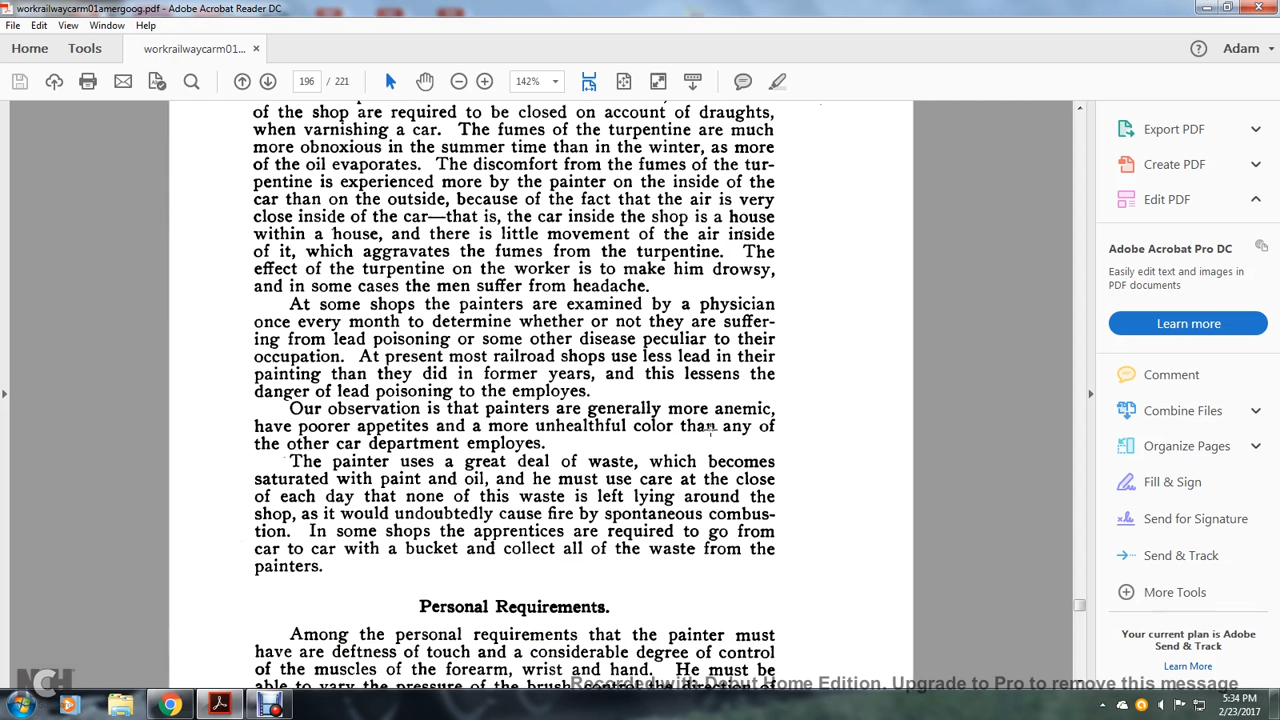 workrailwaycarm01amergoog.pdf - Adobe Acrobat Reader DC
File Edit View Window Help
Home Tools workrailwaycarm01... × Adam
196 / 221 142%
of the shop are required to be closed on account of draughts,
when varnishing a car. The fumes of the turpentine are much
more obnoxious in the summer time than in the winter, as more
of the oil evaporates. The discomfort from the fumes of the tur-
pentine is experienced more by the painter on the inside of the
car than on the outside, because of the fact that the air is very
close inside of the car—that is, the car inside the shop is a house
within a house, and there is little movement of the air inside
of it, which aggravates the fumes from the turpentine. The
effect of the turpentine on the worker is to make him drowsy,
and in some cases the men suffer from headache.
At some shops the painters are examined by a physician
once every month to determine whether or not they are suffer-
ing from lead poisoning or some other disease peculiar to their
occupation. At present most railroad shops use less lead in their
painting than they did in former years, and this lessens the
danger of lead poisoning to the employes.
Our observation is that painters are generally more anemic,
have poorer appetites and a more unhealthful color than any of
the other car department employes.
The painter uses a great deal of waste, which becomes
saturated with paint and oil, and he must use care at the close
of each day that none of this waste is left lying around the
shop, as it would undoubtedly cause fire by spontaneous combus-
tion. In some shops the apprentices are required to go from
car to car with a bucket and collect all of the waste from the
painters.
Personal Requirements.
Among the personal requirements that the painter must
have are deftness of touch and a considerable degree of control
of the muscles of the forearm, wrist and hand. He must be
able to vary the pressure of the brush
Export PDF
Create PDF
Edit PDF
Adobe Acrobat Pro DC
Easily edit text and images in
PDF documents
Learn more
Comment
Combine Files
Organize Pages
Fill & Sign
Send for Signature
Send & Track
More Tools
Your current plan is Adobe
Send & Track
Learn More
NCH
Recorded with Debut Home Edition. Upgrade to Pro to remove this message
5:34 PM
2/23/2017